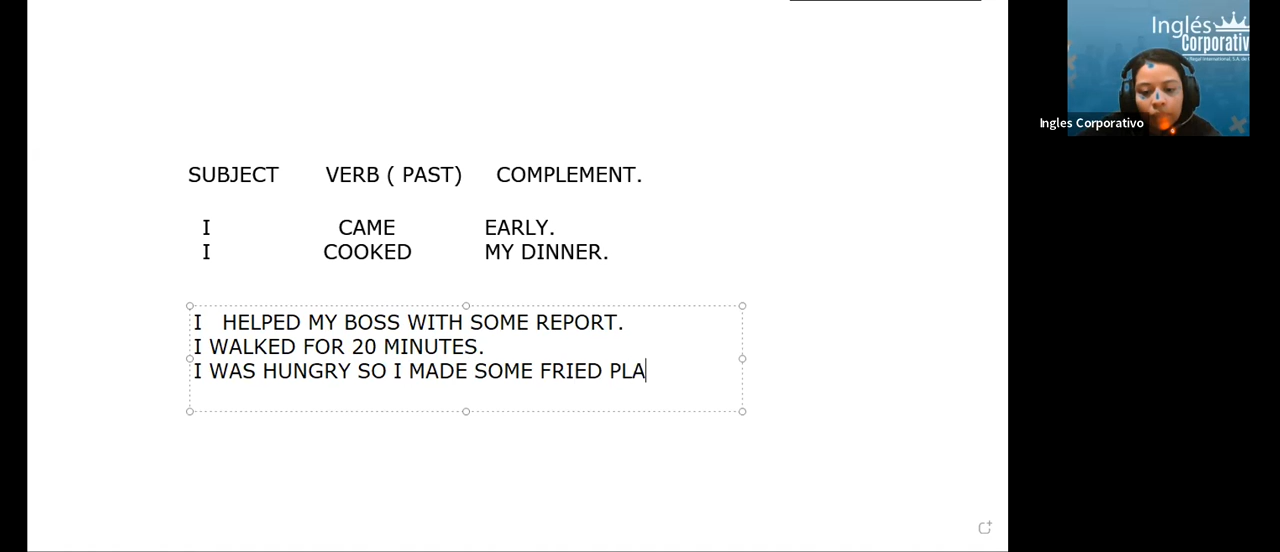 Inglés
Corporativ
Ingles Corporativo
SUBJECT VERB ( PAST) COMPLEMENT.
I CAME EARLY.
I COOKED MY DINNER.
I HELPED MY BOSS WITH SOME REPORT.
I WALKED FOR 20 MINUTES.
I WAS HUNGRY SO I MADE SOME FRIED PLA